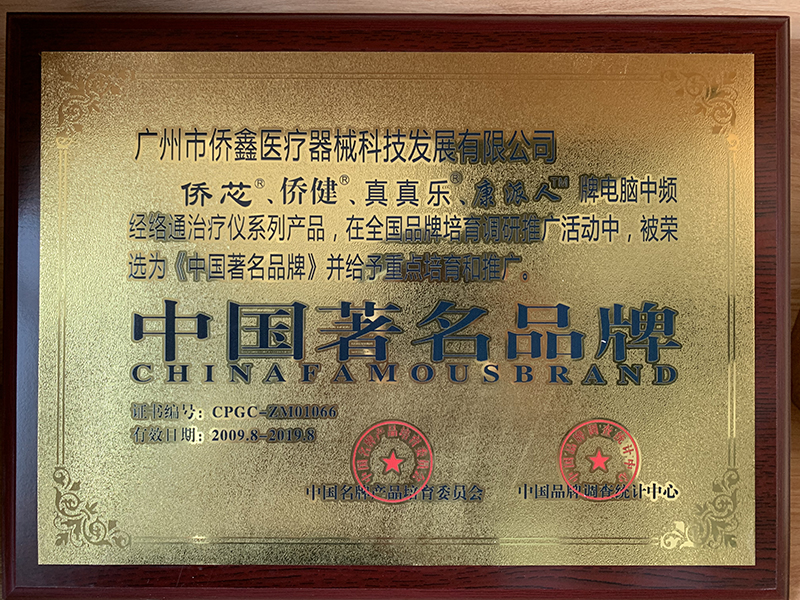 广州市侨鑫医疗器械科技发展有限公司
侨芯®、侨健®、真真乐®、康派人™ 牌电脑中频
经络通治疗仪系列产品，在全国品牌培育调研推广活动中，被荣
选为《中国著名品牌》并给予重点培育和推广。
中国著名品牌
CHINAFAMOUSBRAND
证书编号：CPGC-ZM01066
有效日期：2009.8-2019.8
中国名牌产品培育委员会 中国品牌调查统计中心